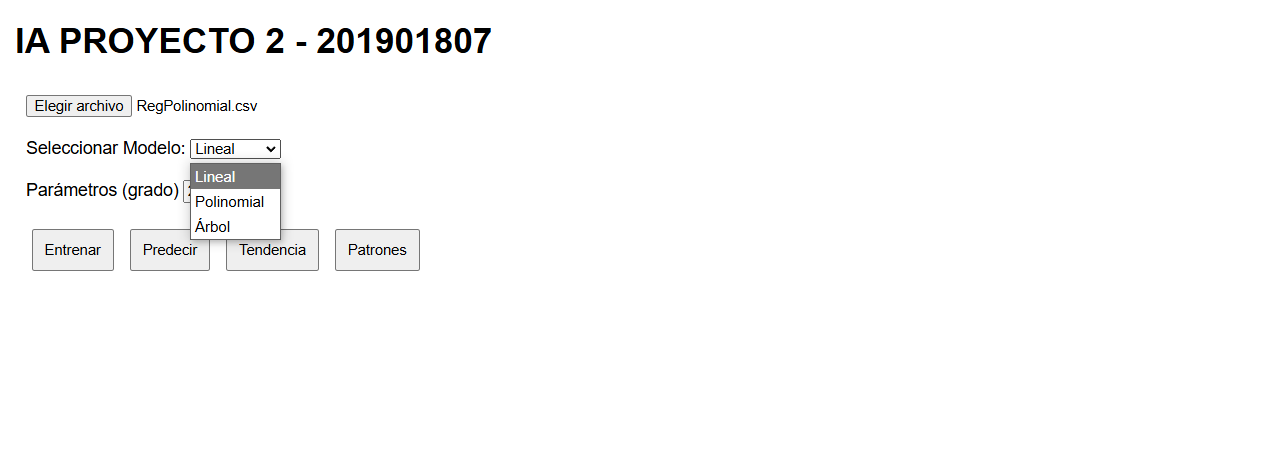 IA PROYECTO 2 - 201901807
Elegir archivo RegPolinomial.csv
Seleccionar Modelo: Lineal
Lineal
Parámetros (grado)
Polinomial
Árbol
Entrenar Predecir Tendencia Patrones